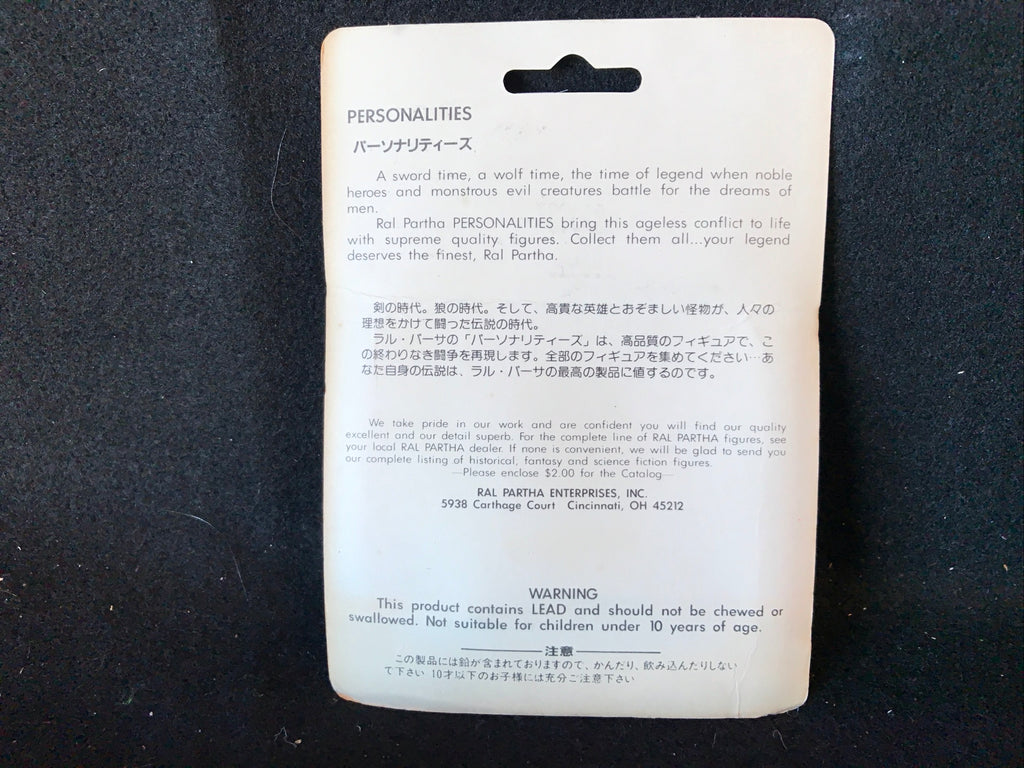 PERSONALITIES
パーソナリティーズ
A sword time, a wolf time, the time of legend when noble
heroes and monstrous evil creatures battle for the dreams of
men.
Ral Partha PERSONALITIES bring this ageless conflict to life
with supreme quality figures. Collect them all...your legend
deserves the finest, Ral Partha.
剣の時代。狼の時代。そして、高貴な英雄とおぞましい怪物が、人々の
理想をかけて闘った伝説の時代。
ラル・パーサの「パーソナリティーズ」は、高品質のフィギュアで、こ
の終わりなき闘争を再現します。全部のフィギュアを集めてください…あ
なた自身の伝説は、ラル・パーサの最高の製品に値するのです。
We take pride in our work and are confident you will find our quality
excellent and our detail superb. For the complete line of RAL PARTHA figures, see
your local RAL PARTHA dealer. If none is convenient, we will be glad to send you
our complete listing of historical, fantasy and science fiction figures.
—Please enclose $2.00 for the Catalog—
RAL PARTHA ENTERPRISES, INC.
5938 Carthage Court Cincinnati, OH 45212
WARNING
This product contains LEAD and should not be chewed or
swallowed. Not suitable for children under 10 years of age.
注意
この製品には鉛が含まれておりますので、かんだり、飲み込んだりしない
で下さい 10才以下のお子様には充分ご注意下さい